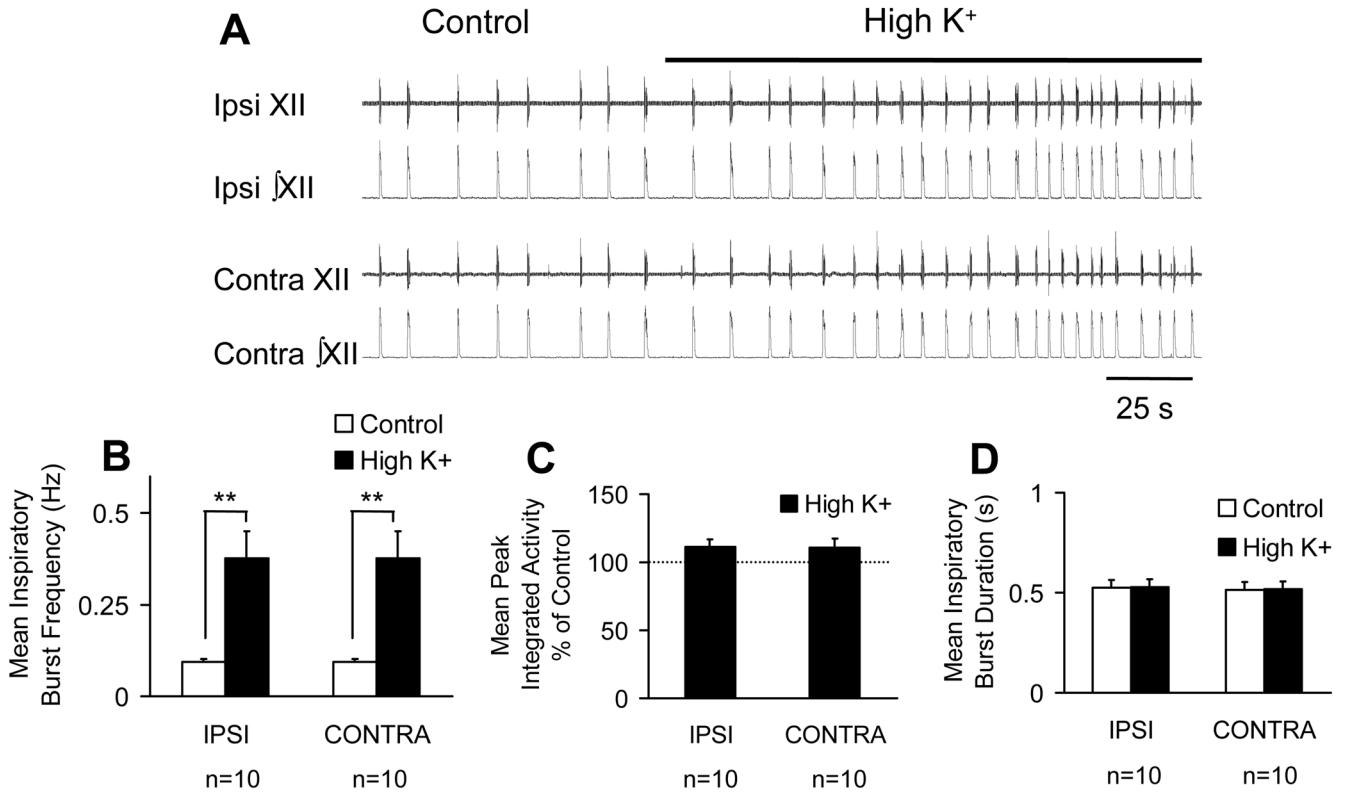 A
Control
High K⁺
Ipsi XII
Ipsi ∫XII
Contra XII
Contra ∫XII
25 s
B
Control
High K+
Mean Inspiratory
Burst Frequency (Hz)
0.5
0.25
0
**
**
IPSI
CONTRA
n=10
n=10
C
High K+
Mean Peak
Integrated Activity
% of Control
150
100
50
0
IPSI
CONTRA
n=10
n=10
D
Control
High K+
Mean Inspiratory
Burst Duration (s)
1
0.5
0
IPSI
CONTRA
n=10
n=10